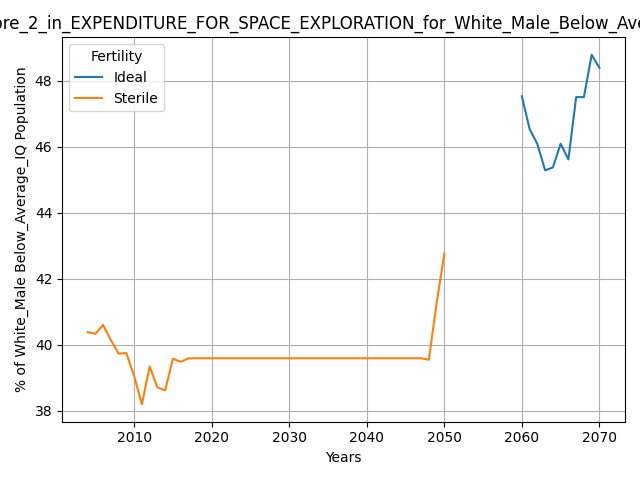 ore_2_in_EXPENDITURE_FOR_SPACE_EXPLORATION_for_White_Male_Below_Ave
Fertility
Ideal
Sterile
% of White_Male Below_Average_IQ Population
48
46
44
42
40
38
2010 2020 2030 2040 2050 2060 2070
Years